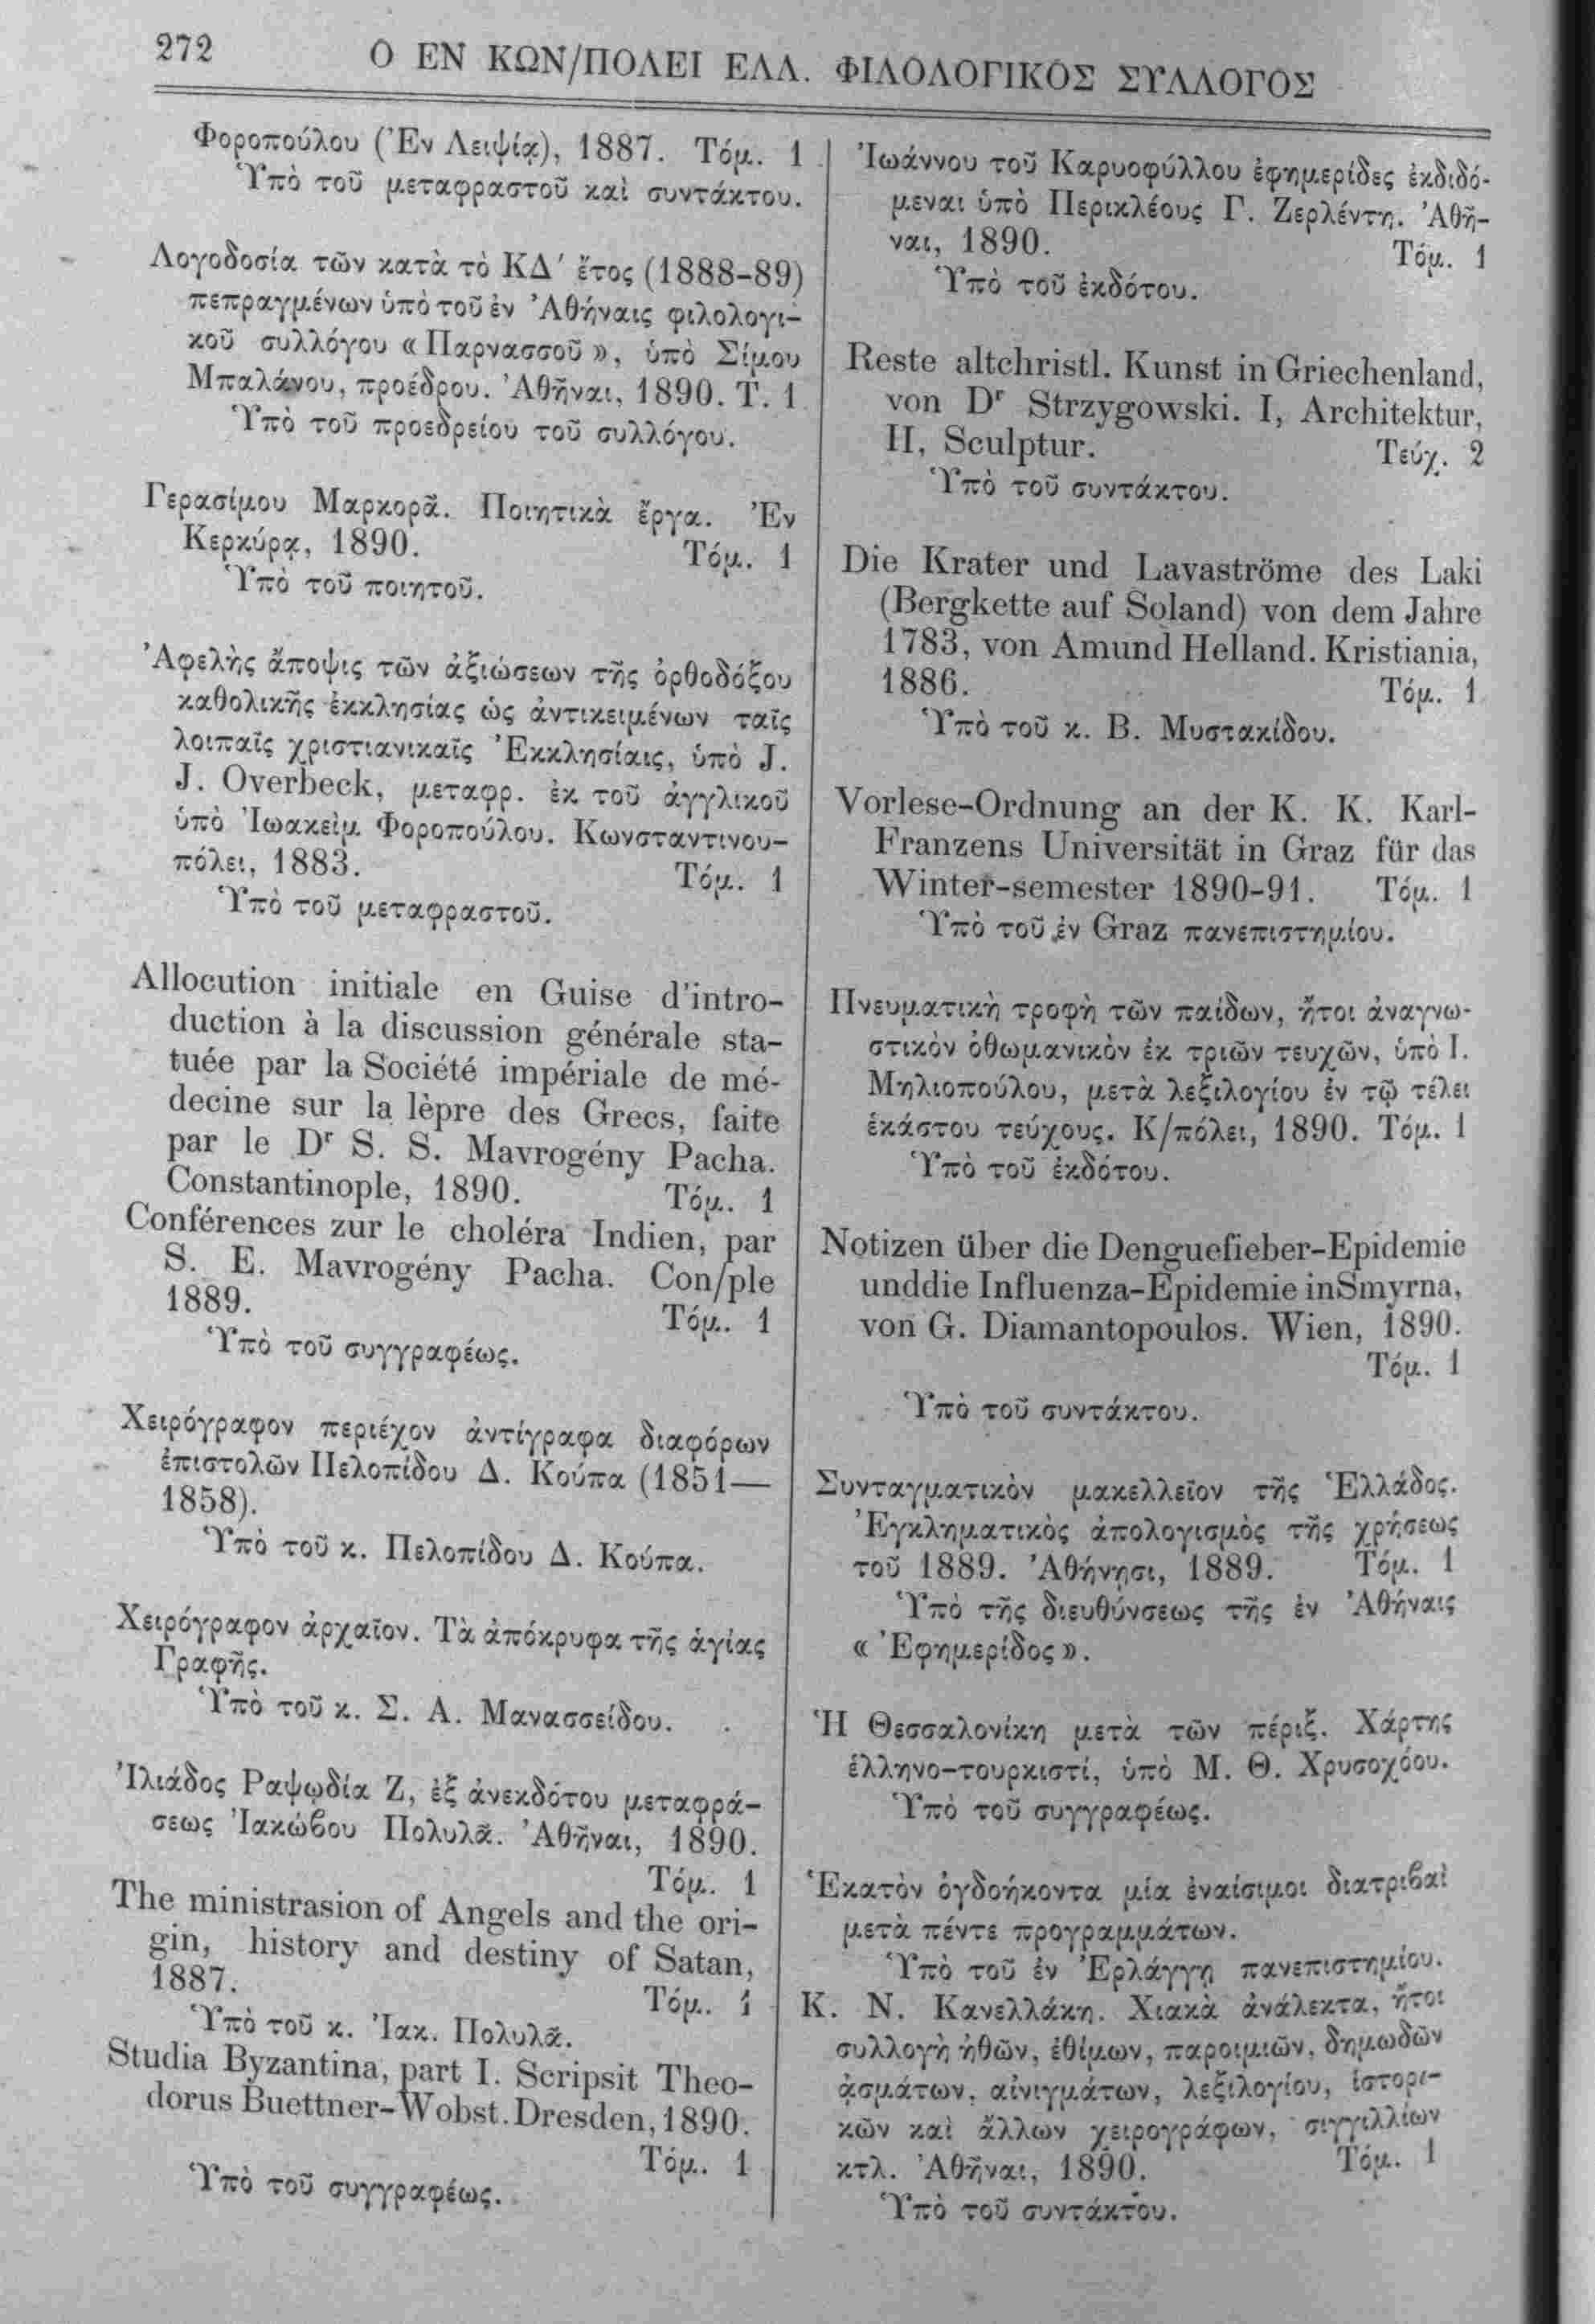 272
Ο ΕΝ ΚΩΝ/ΠΟΛΕΙ ΕΛΛ. ΦΙΛΟΛΟΓΙΚΟΣ ΣΥΛΛΟΓΟΣ
Φοροπούλου (Ἐν Λειψίᾳ), 1887. Τόμ. 1
Ὑπὸ τοῦ μεταφραστοῦ καὶ συντάκτου.
Λογοδοσία τῶν κατὰ τὸ ΚΔ′ ἔτος (1888-89)
πεπραγμένων ὑπὸ τοῦ ἐν Ἀθήναις φιλολογι-
κοῦ συλλόγου «Παρνασσοῦ», ὑπὸ Σίμου
Μπαλάνου, προέδρου. Ἀθῆναι, 1890. Τ. 1
Ὑπὸ τοῦ προεδρείου τοῦ συλλόγου.
Γερασίμου Μαρκορᾶ. Ποιητικὰ ἔργα. Ἐν
Κερκύρᾳ, 1890. Τόμ. 1
Ὑπὸ τοῦ ποιητοῦ.
Ἀφελὴς ἄποψις τῶν ἀξιώσεων τῆς ὀρθοδόξου
καθολικῆς ἐκκλησίας ὡς ἀντικειμένων ταῖς
λοιπαῖς χριστιανικαῖς Ἐκκλησίαις, ὑπὸ J.
J. Overbeck, μεταφρ. ἐκ τοῦ ἀγγλικοῦ
ὑπὸ Ἰωακεὶμ Φοροπούλου. Κωνσταντινου-
πόλει, 1883. Τόμ. 1
Ὑπὸ τοῦ μεταφραστοῦ.
Allocution initiale en Guise d'intro-
duction à la discussion générale sta-
tuée par la Société impériale de mé-
decine sur la lèpre des Grecs, faite
par le Dr S. S. Mavrogény Pacha.
Constantinople, 1890. Τόμ. 1
Conférences zur le choléra Indien, par
S. E. Mavrogény Pacha. Con/ple
1889. Τόμ. 1
Ὑπὸ τοῦ συγγραφέως.
Χειρόγραφον περιέχον ἀντίγραφα διαφόρων
ἐπιστολῶν Πελοπίδου Δ. Κούπα (1851—
1858).
Ὑπὸ τοῦ κ. Πελοπίδου Δ. Κούπα.
Χειρόγραφον ἀρχαῖον. Τὰ ἀπόκρυφα τῆς ἁγίας
Γραφῆς.
Ὑπὸ τοῦ κ. Σ. Α. Μανασσείδου.
Ἰλιάδος Ραψῳδία Ζ, ἐξ ἀνεκδότου μεταφρά-
σεως Ἰακώβου Πολυλᾶ. Ἀθῆναι, 1890.
Τόμ. 1
The ministrasion of Angels and the ori-
gin, history and destiny of Satan,
1887. Τόμ. 1
Ὑπὸ τοῦ κ. Ἰακ. Πολυλᾶ.
Studia Byzantina, part I. Scripsit Theo-
dorus Buettner-Wobst. Dresden, 1890.
Τόμ. 1
Ὑπὸ τοῦ συγγραφέως.
Ἰωάννου τοῦ Καρυοφύλλου ἐφημερίδες ἐκδιδό-
μεναι ὑπὸ Περικλέους Γ. Ζερλέντη. Ἀθῆ-
ναι, 1890. Τόμ. 1
Ὑπὸ τοῦ ἐκδότου.
Reste altchristl. Kunst in Griechenland,
von Dr Strzygowski. I, Architektur,
II, Sculptur. Τεύχ. 2
Ὑπὸ τοῦ συντάκτου.
Die Krater und Lavaströme des Laki
(Bergkette auf Soland) von dem Jahre
1783, von Amund Helland. Kristiania,
1886. Τόμ. 1
Ὑπὸ τοῦ κ. Β. Μυστακίδου.
Vorlese-Ordnung an der K. K. Karl-
Franzens Universität in Graz für das
Winter-semester 1890-91. Τόμ. 1
Ὑπὸ τοῦ ἐν Graz πανεπιστημίου.
Πνευματικὴ τροφὴ τῶν παίδων, ἤτοι ἀναγνω-
στικὸν ὀθωμανικὸν ἐκ τριῶν τευχῶν, ὑπὸ Ι.
Μηλιοπούλου, μετὰ λεξιλογίου ἐν τῷ τέλει
ἑκάστου τεύχους. Κ/πόλει, 1890. Τόμ. 1
Ὑπὸ τοῦ ἐκδότου.
Notizen über die Denguefieber-Epidemie
unddie Influenza-Epidemie inSmyrna,
von G. Diamantopoulos. Wien, 1890.
Τόμ. 1
Ὑπὸ τοῦ συντάκτου.
Συνταγματικὸν μακελλεῖον τῆς Ἑλλάδος.
Ἐγκληματικὸς ἀπολογισμὸς τῆς χρήσεως
τοῦ 1889. Ἀθήνησι, 1889. Τόμ. 1
Ὑπὸ τῆς διευθύνσεως τῆς ἐν Ἀθήναις
«Ἐφημερίδος».
Ἡ Θεσσαλονίκη μετὰ τῶν πέριξ. Χάρτης
ἑλληνο-τουρκιστί, ὑπὸ Μ. Θ. Χρυσοχόου.
Ὑπὸ τοῦ συγγραφέως.
Ἑκατὸν ὀγδοήκοντα μία ἐναίσιμοι διατριβαὶ
μετὰ πέντε προγραμμάτων.
Ὑπὸ τοῦ ἐν Ἐρλάγγῃ πανεπιστημίου.
Κ. Ν. Κανελλάκη. Χιακὰ ἀνάλεκτα, ἤτοι
συλλογὴ ἠθῶν, ἐθίμων, παροιμιῶν, δημωδῶν
ᾀσμάτων, αἰνιγμάτων, λεξιλογίου, ἱστορι-
κῶν καὶ ἄλλων χειρογράφων, σιγγιλλίων
κτλ. Ἀθῆναι, 1890. Τόμ. 1
Ὑπὸ τοῦ συντάκτου.